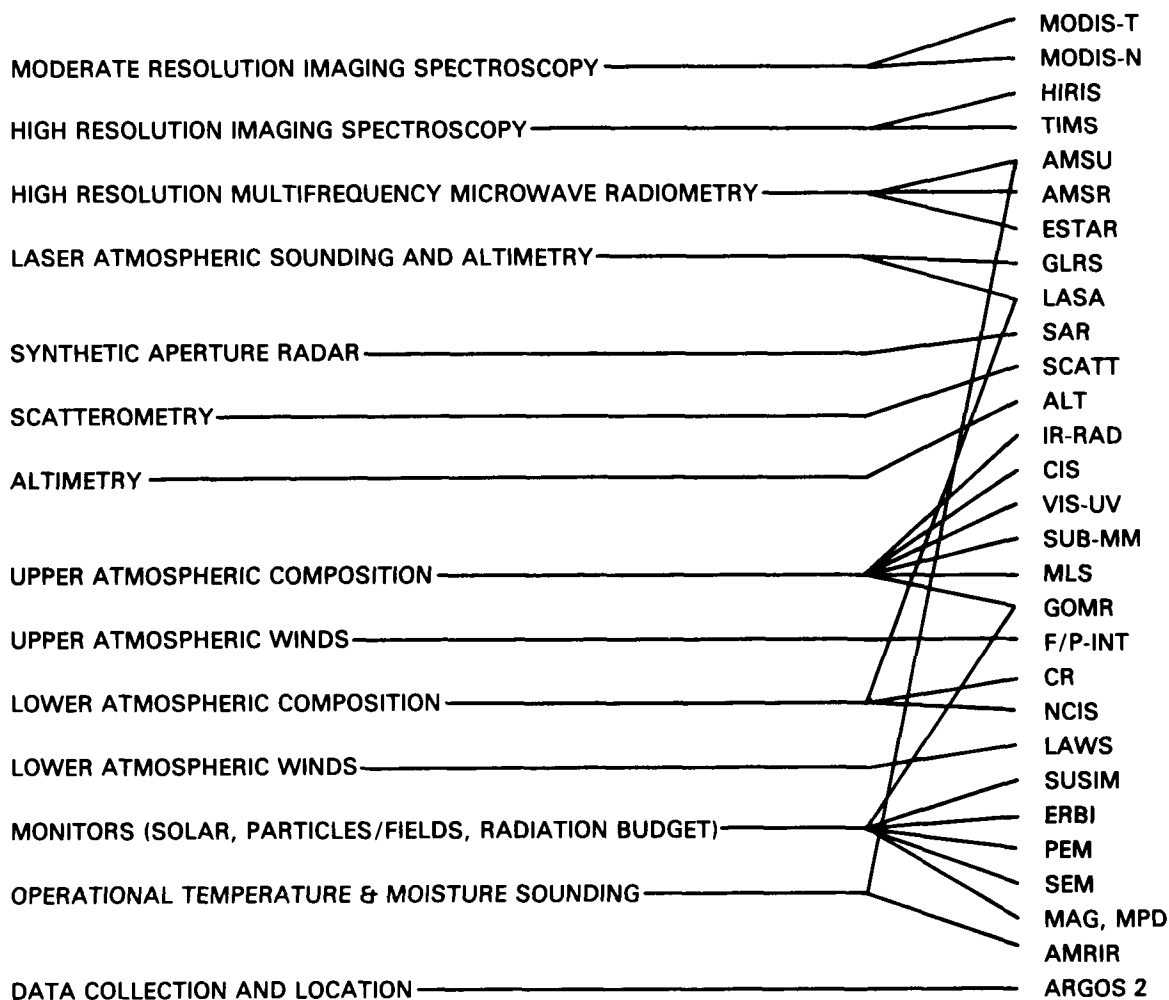 MODIS-T
MODERATE RESOLUTION IMAGING SPECTROSCOPY
MODIS-N
HIRIS
HIGH RESOLUTION IMAGING SPECTROSCOPY
TIMS
AMSU
HIGH RESOLUTION MULTIFREQUENCY MICROWAVE RADIOMETRY
AMSR
ESTAR
LASER ATMOSPHERIC SOUNDING AND ALTIMETRY
GLRS
LASA
SAR
SYNTHETIC APERTURE RADAR
SCATT
SCATTEROMETRY
ALT
IR-RAD
ALTIMETRY
CIS
VIS-UV
SUB-MM
UPPER ATMOSPHERIC COMPOSITION
MLS
GOMR
UPPER ATMOSPHERIC WINDS
F/P-INT
CR
LOWER ATMOSPHERIC COMPOSITION
NCIS
LAWS
LOWER ATMOSPHERIC WINDS
SUSIM
ERBI
MONITORS (SOLAR, PARTICLES/FIELDS, RADIATION BUDGET)
PEM
SEM
OPERATIONAL TEMPERATURE & MOISTURE SOUNDING
MAG, MPD
AMRIR
DATA COLLECTION AND LOCATION
ARGOS 2